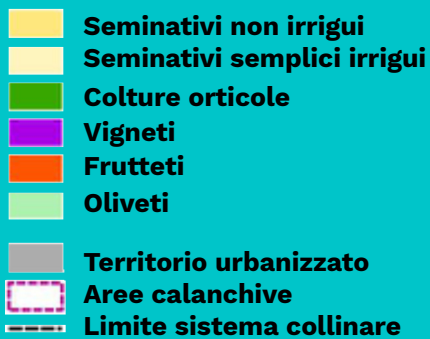 Seminativi non irrigui
Seminativi semplici irrigui
Colture orticole
Vigneti
Frutteti
Oliveti
Territorio urbanizzato
Aree calanchive
Limite sistema collinare